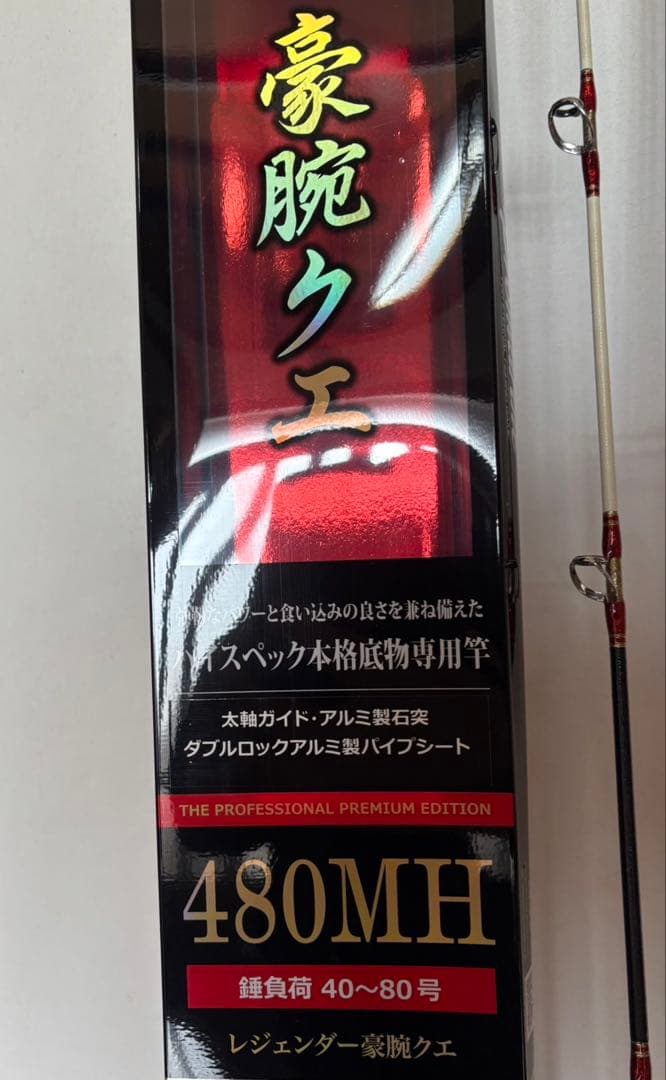 豪腕クエ
なパワーと食い込みの良さを兼ね備えた
ハイスペック本格底物専用竿
太軸ガイド・アルミ製石突
ダブルロックアルミ製パイプシート
THE PROFESSIONAL PREMIUM EDITION
480MH
錘負荷 40～80号
レジェンダー豪腕クエ